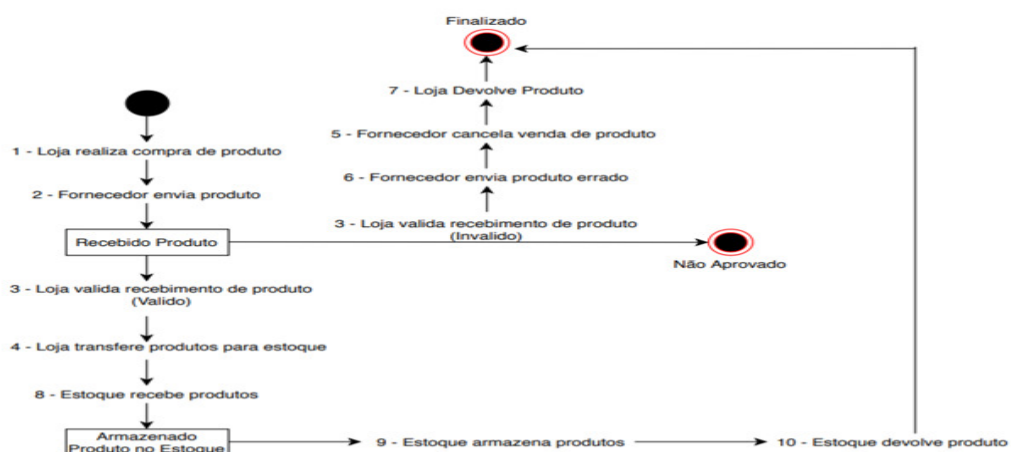 Finalizado
7 - Loja Devolve Produto
5 - Fornecedor cancela venda de produto
6 - Fornecedor envia produto errado
3 - Loja valida recebimento de produto
(Invalido)
Não Aprovado
1 - Loja realiza compra de produto
2 - Fornecedor envia produto
Recebido Produto
3 - Loja valida recebimento de produto
(Valido)
4 - Loja transfere produtos para estoque
8 - Estoque recebe produtos
Armazenado
Produto no Estoque
9 - Estoque armazena produtos
10 - Estoque devolve produto